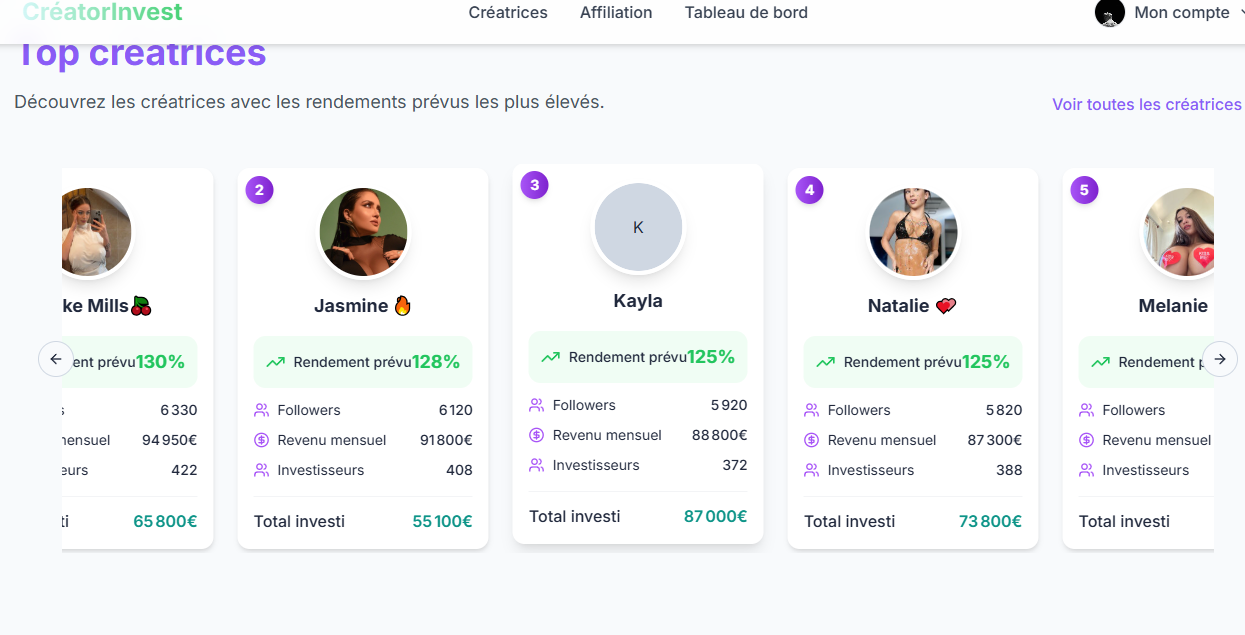 CréatorInvest
Créatrices
Affiliation
Tableau de bord
Mon compte
Top créatrices
Découvrez les créatrices avec les rendements prévus les plus élevés.
Voir toutes les créatrices
ke Mills🍒
ent prévu 130%
s 6 330
mensuel 94 950€
eurs 422
ti 65 800€
2
Jasmine 🔥
Rendement prévu 128%
Followers 6 120
Revenu mensuel 91 800€
Investisseurs 408
Total investi 55 100€
3
K
Kayla
Rendement prévu 125%
Followers 5 920
Revenu mensuel 88 800€
Investisseurs 372
Total investi 87 000€
4
Natalie 💕
Rendement prévu 125%
Followers 5 820
Revenu mensuel 87 300€
Investisseurs 388
Total investi 73 800€
5
Melanie
Rendement p
Followers
Revenu mensuel
Investisseurs
Total investi